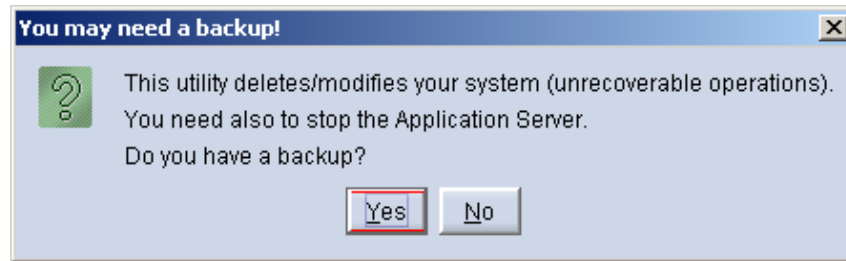 You may need a backup!
This utility deletes/modifies your system (unrecoverable operations).
You need also to stop the Application Server.
Do you have a backup?
Yes No